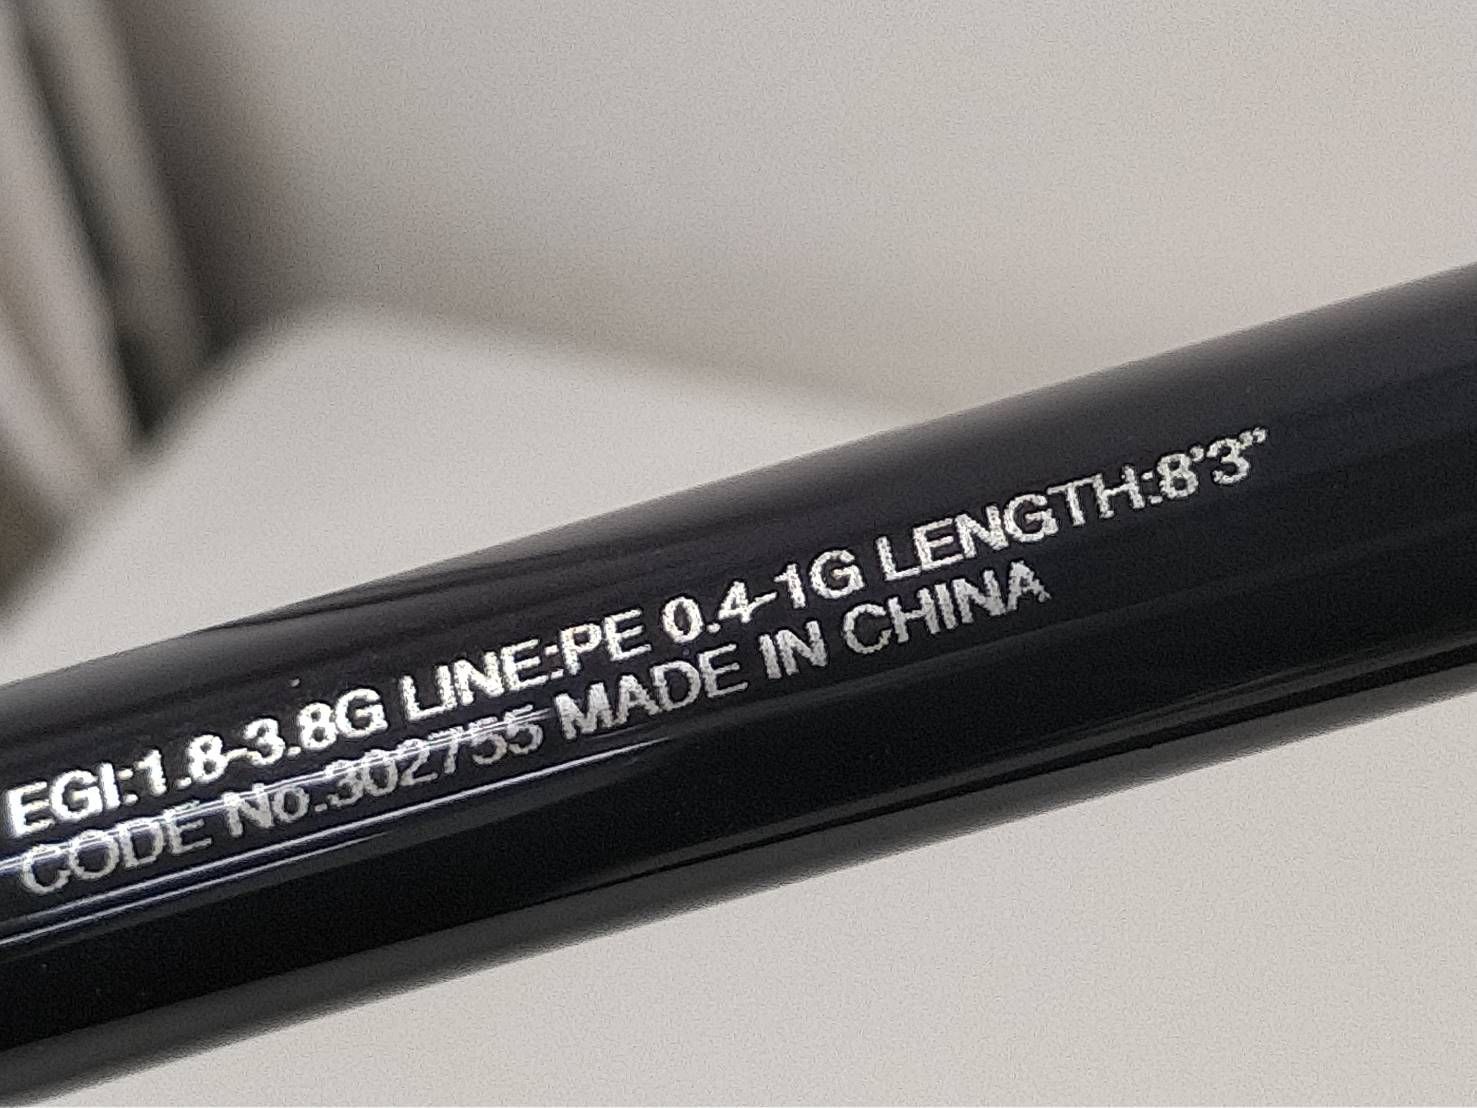 EGI:1.8-3.8G LINE:PE 0.4-1G LENGTH:8'3"
CODE No.302755 MADE IN CHINA